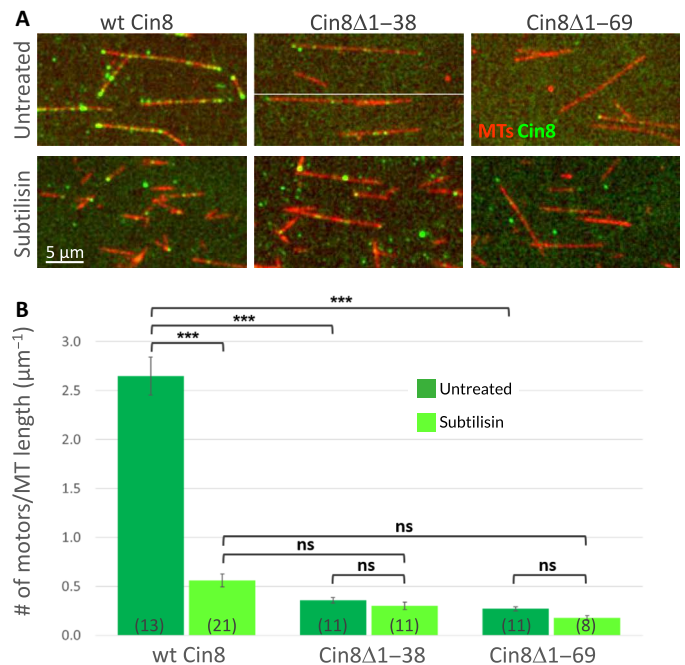 A
wt Cin8 Cin8Δ1–38 Cin8Δ1–69
Untreated
MTs Cin8
Subtilisin
5 µm
B
***
***
***
# of motors/MT length (µm⁻¹)
3.0
2.5
2.0
1.5
1.0
0.5
0.0
Untreated
Subtilisin
ns
ns
ns ns
(13) (21) (11) (11) (11) (8)
wt Cin8 Cin8Δ1–38 Cin8Δ1–69